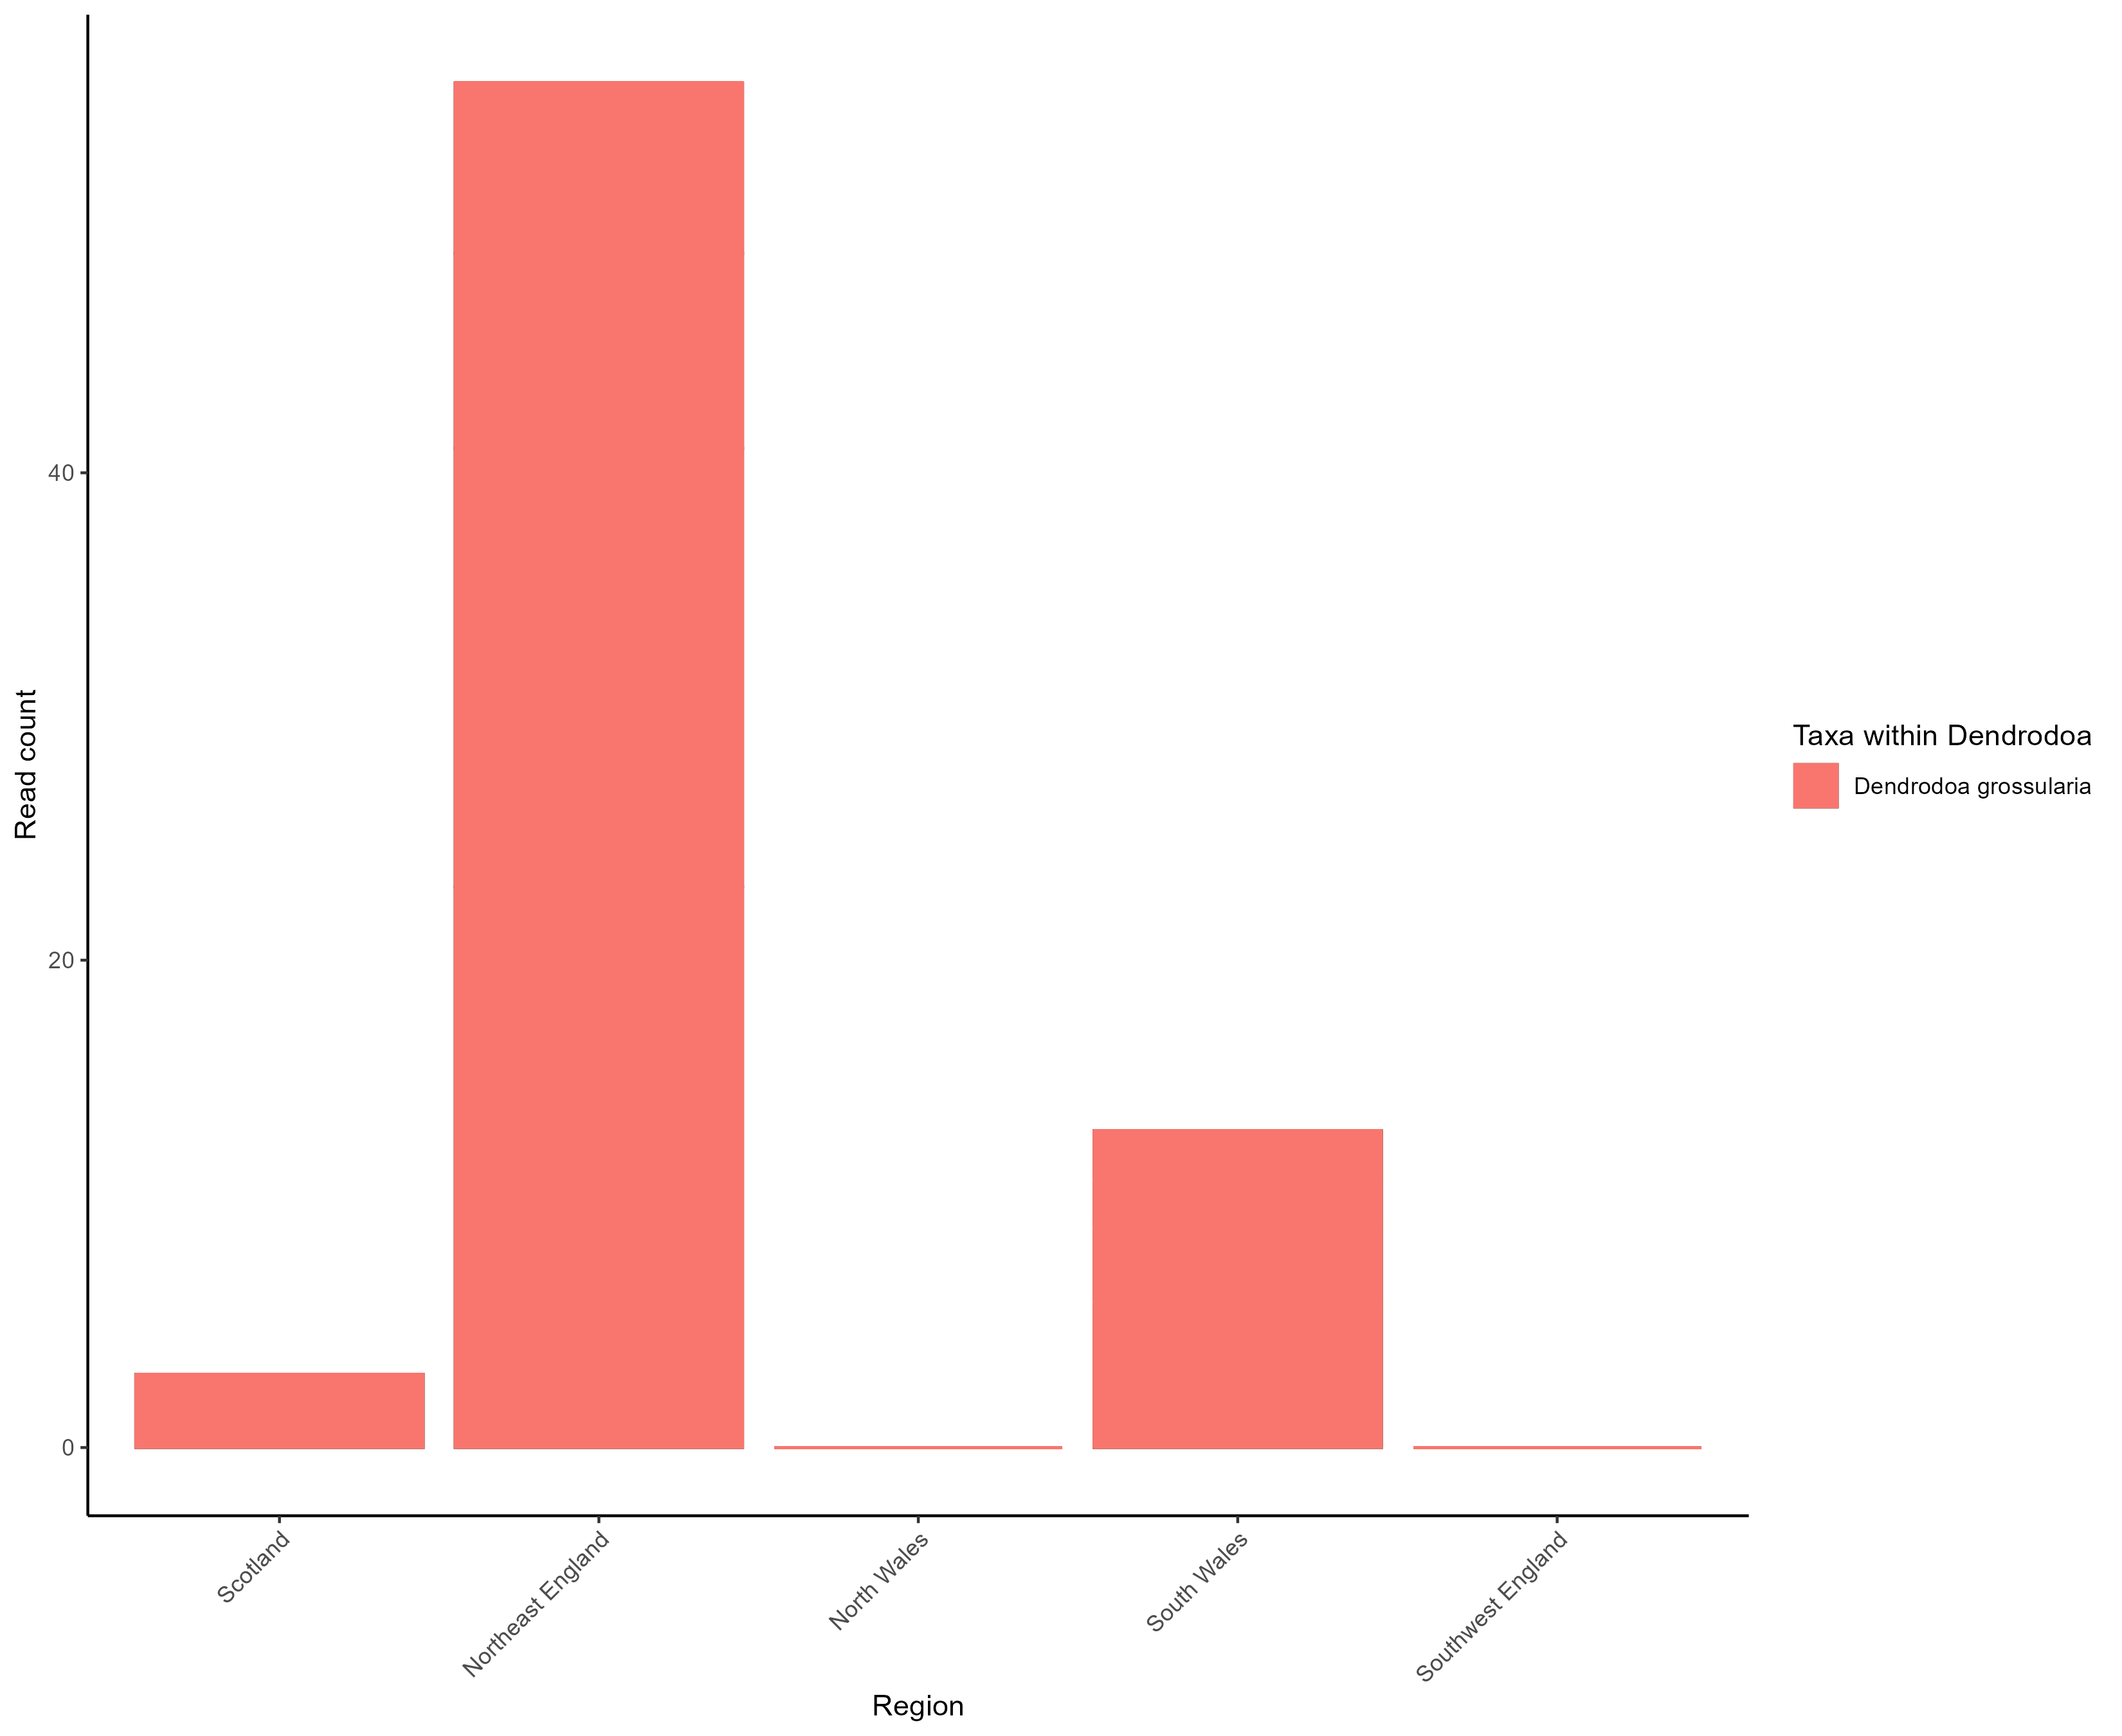 Read count
40
20
0
Scotland
Northeast England
North Wales
South Wales
Southwest England
Region
Taxa within Dendrodoa
Dendrodoa grossularia